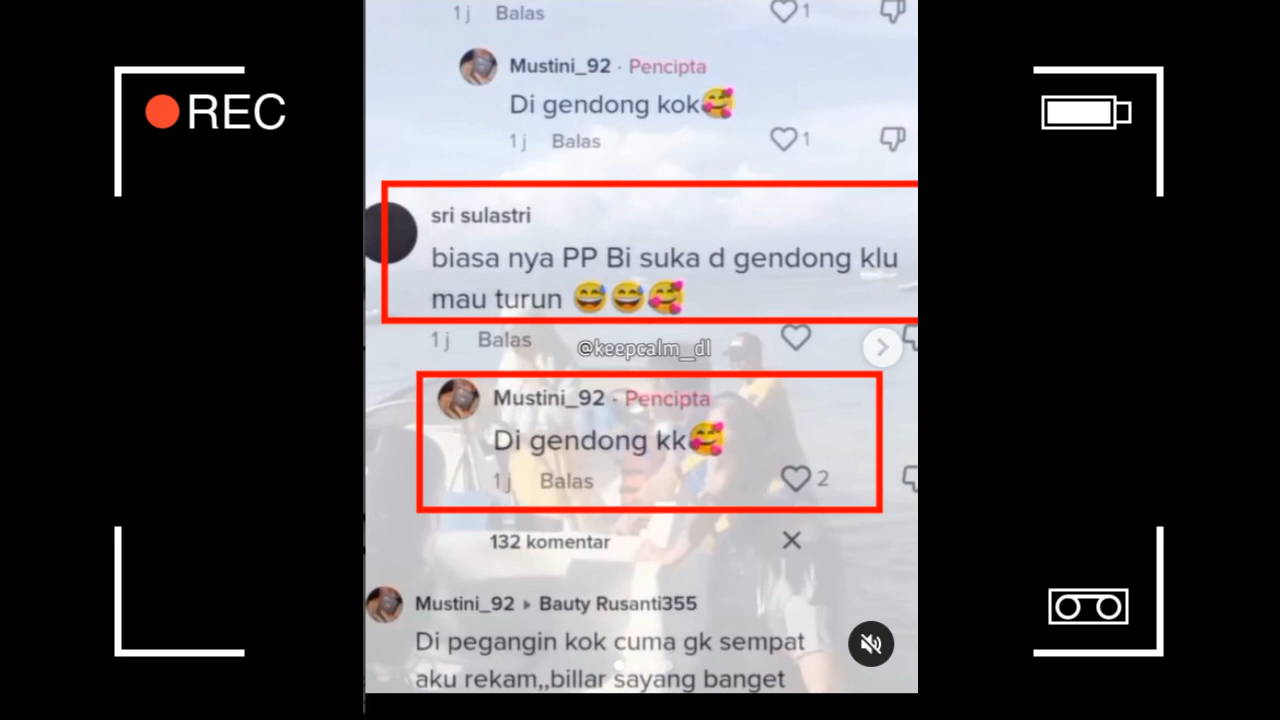 1 j Balas 1
REC
Mustini_92 · Pencipta
Di gendong kok🥰
1 j Balas 1
sri sulastri
biasa nya PP Bi suka d gendong klu
mau turun 😅😅🥰
1 j Balas
@keepcalm_dl
Mustini_92 · Pencipta
Di gendong kk🥰
1 j Balas 2
132 komentar
Mustini_92 ▸ Bauty Rusanti355
Di pegangin kok cuma gk sempat
aku rekam,,billar sayang banget